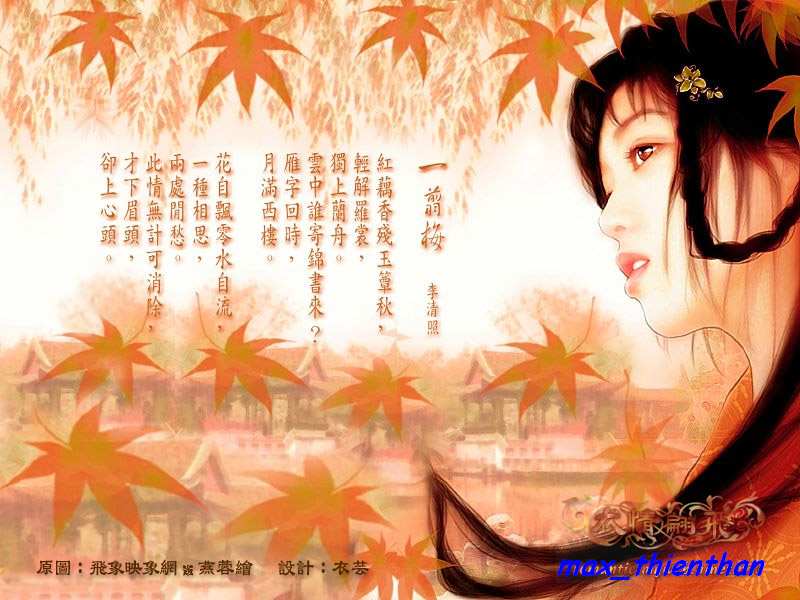 一翦梅
李清照
紅藕香殘玉簟秋，
輕解羅裳，
獨上蘭舟。
雲中誰寄錦書來？
雁字回時，
月滿西樓。
花自飄零水自流，
一種相思，
兩處閒愁。
此情無計可消除，
才下眉頭，
卻上心頭。
原圖：飛象映象網 燕蓉繪 設計：衣芸
max_thienthan